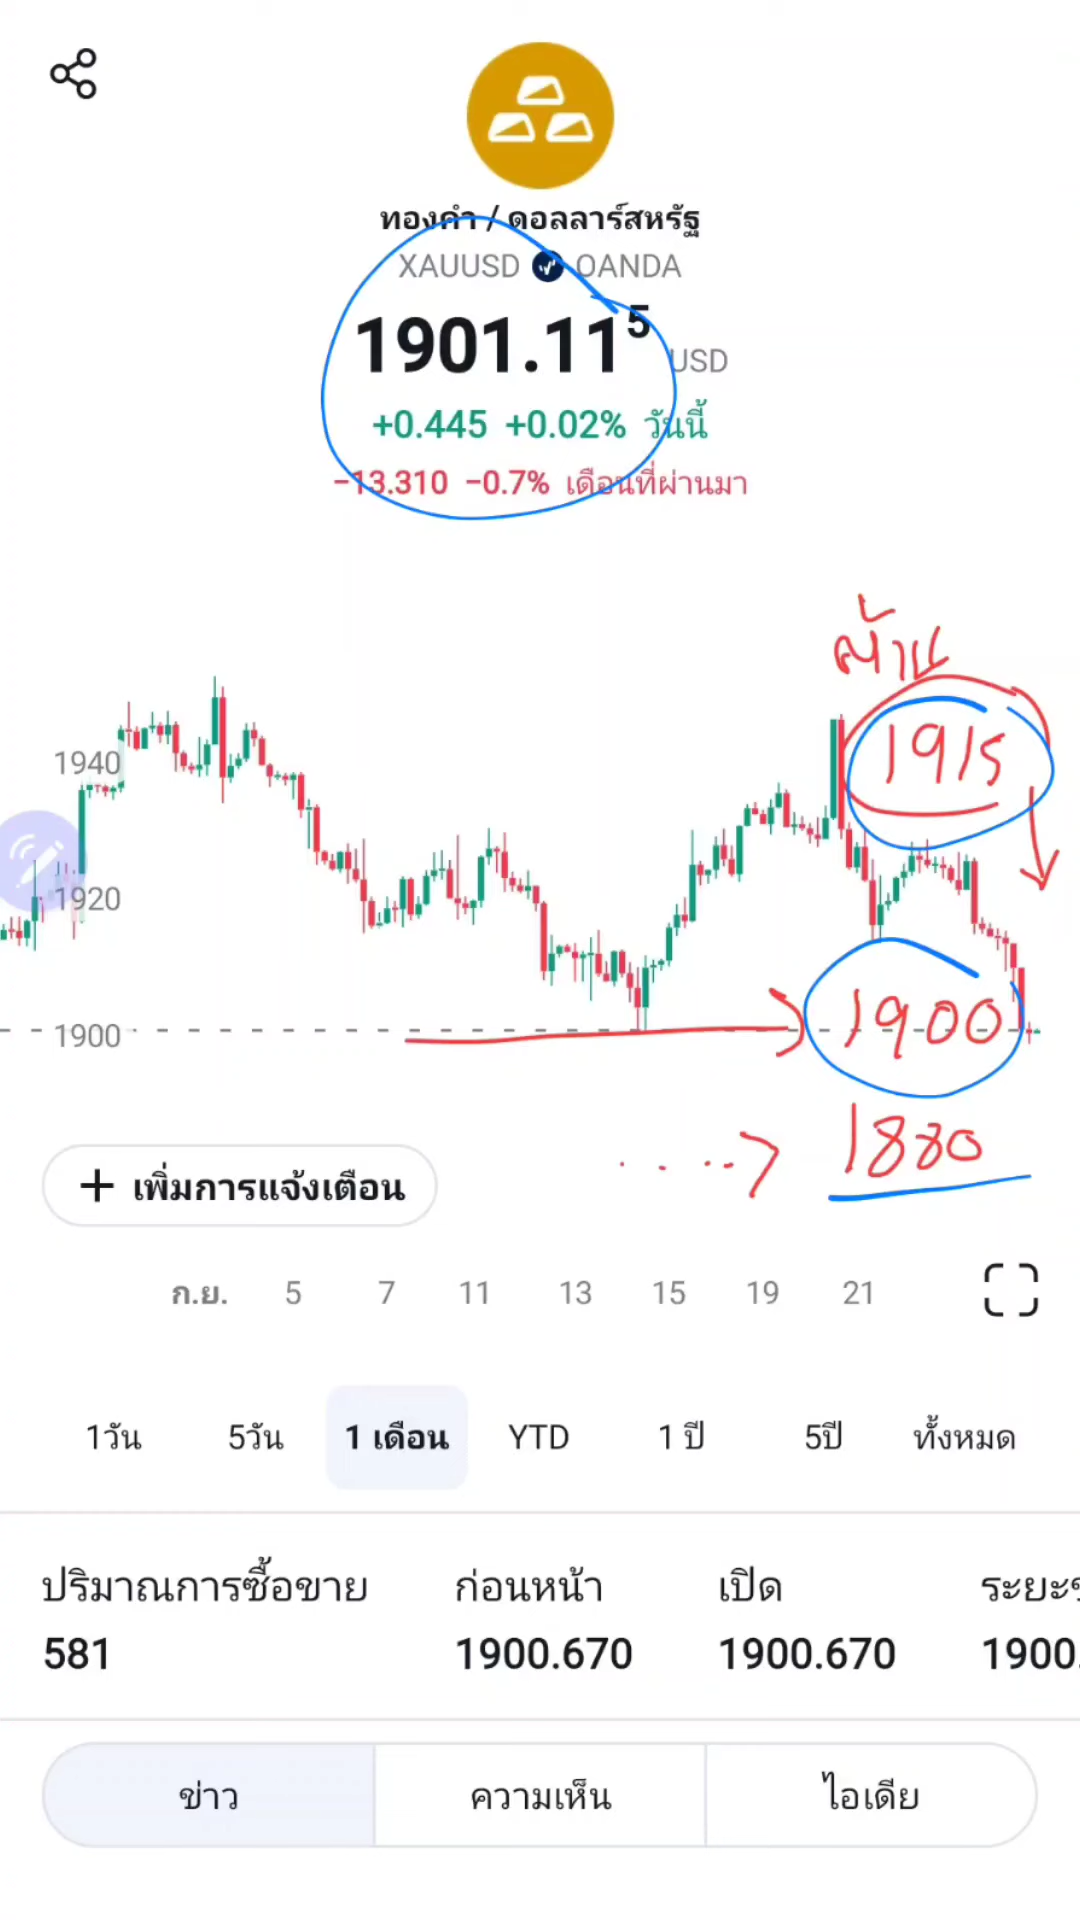 ทองคำ / ดอลลาร์สหรัฐ
XAUUSD OANDA
1901.11⁵ USD
+0.445 +0.02% วันนี้
−13.310 −0.7% เดือนที่ผ่านมา
ต้าน
1915
1940
1920
1900
1900
1880
+ เพิ่มการแจ้งเตือน
ก.ย. 5 7 11 13 15 19 21
1วัน 5วัน 1 เดือน YTD 1 ปี 5ปี ทั้งหมด
ปริมาณการซื้อขาย ก่อนหน้า เปิด
581 1900.670 1900.670 1900.
ข่าว ความเห็น ไอเดีย